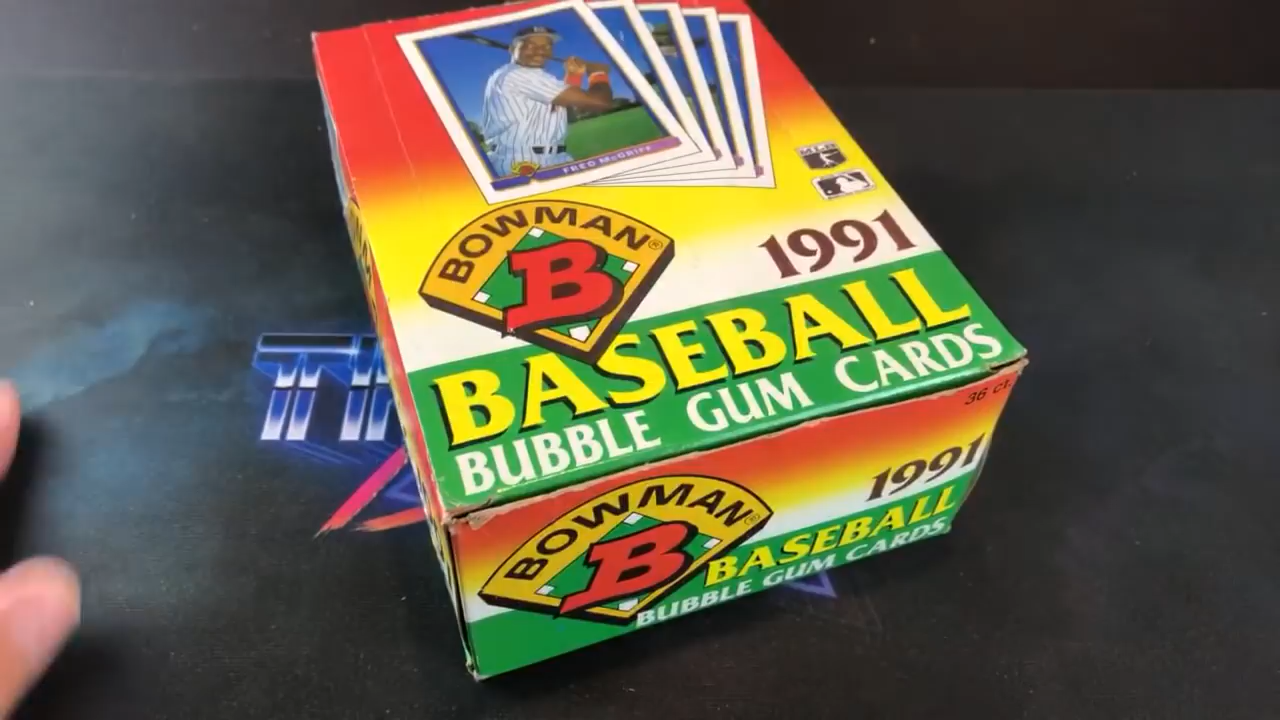 FRED McGRIFF
BOWMAN®
B
1991
BASEBALL
BUBBLE GUM CARDS
36 ct.
BOWMAN®
B
1991
BASEBALL
BUBBLE GUM CARDS